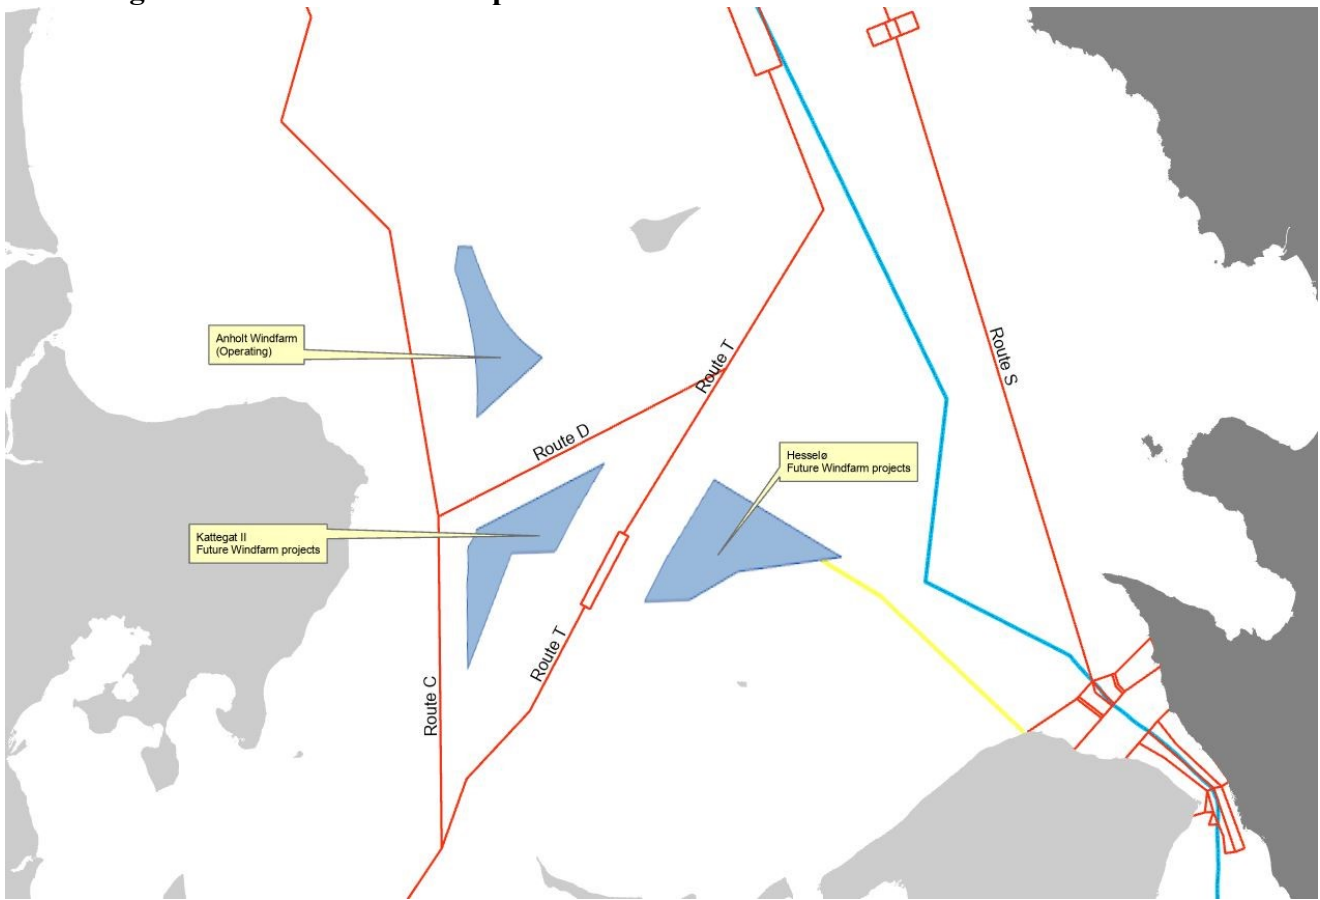 Route T
Route S
Anholt Windfarm
(Operating)
Route D
Hesselø
Future Windfarm projects
Kattegat II
Future Windfarm projects
Route T
Route C